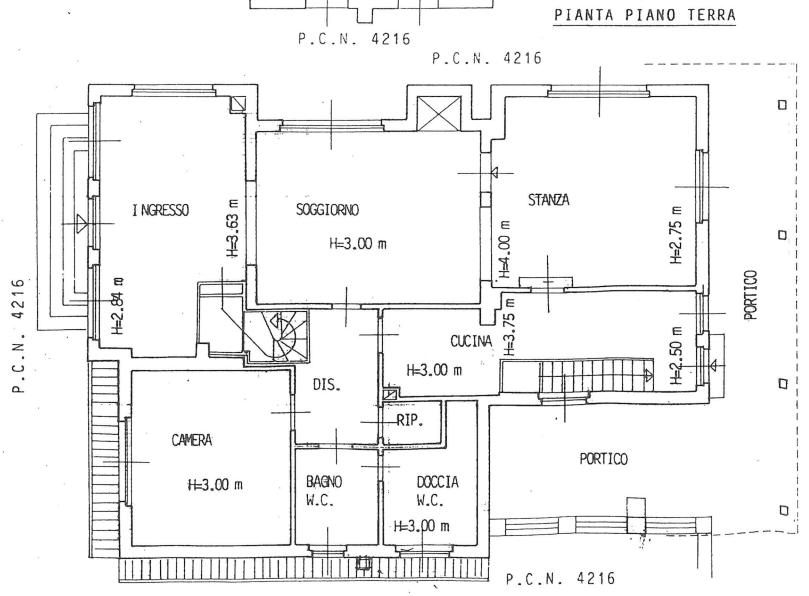 PIANTA PIANO TERRA
P.C.N. 4216
P.C.N. 4216
INGRESSO
H=3.63 m
H=2.84 m
SOGGIORNO
H=3.00 m
STANZA
H=4.00 m
H=2.75 m
P.C.N. 4216
PORTICO
CUCINA
H=3.75 m
H=3.00 m
H=2.50 m
DIS.
RIP.
CAMERA
H=3.00 m
BAGNO
W.C.
DOCCIA
W.C.
H=3.00 m
PORTICO
P.C.N. 4216